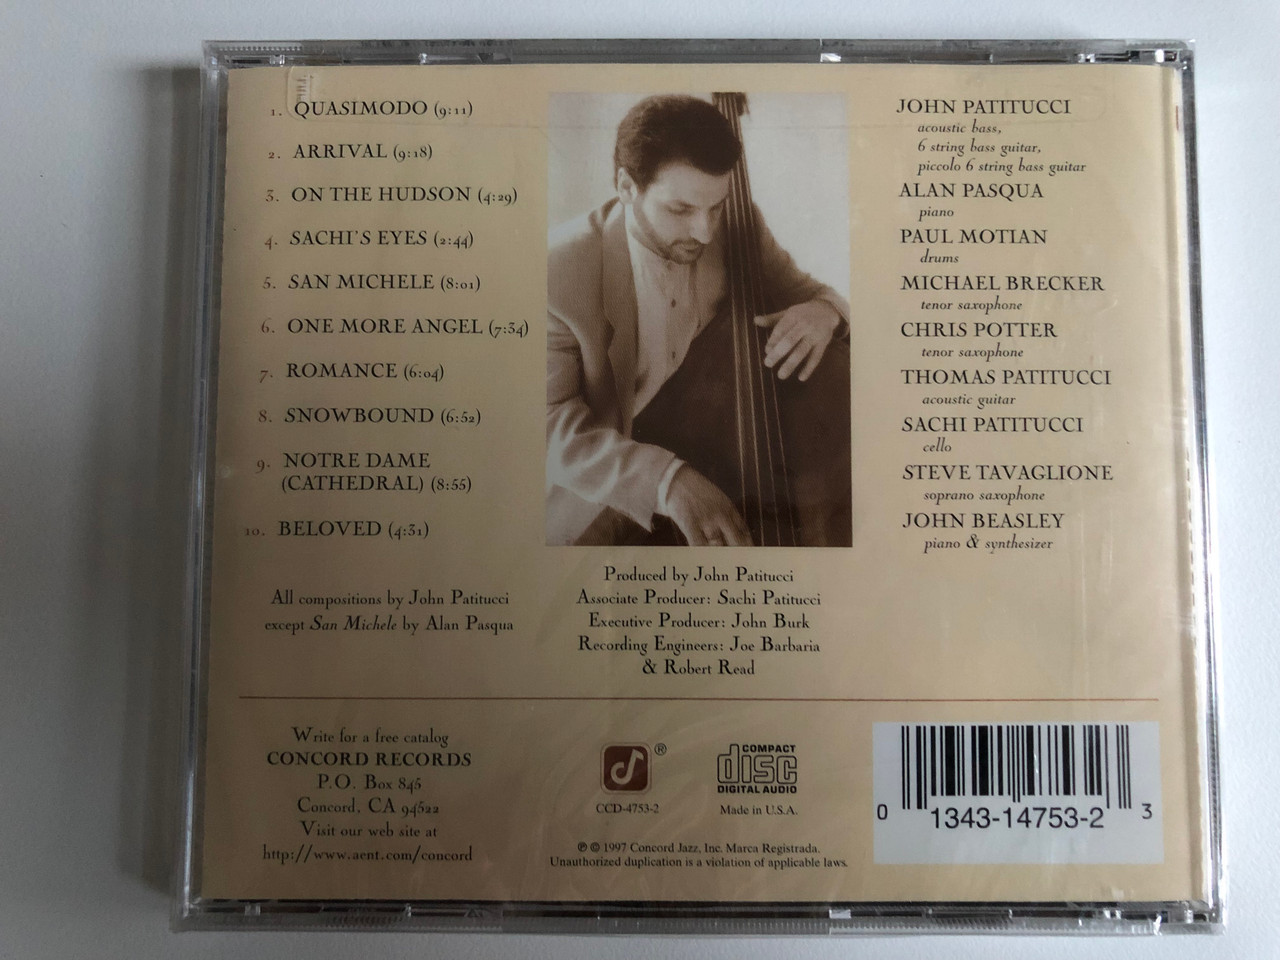 1. QUASIMODO (9:11)
2. ARRIVAL (9:18)
3. ON THE HUDSON (4:29)
4. SACHI'S EYES (2:44)
5. SAN MICHELE (8:01)
6. ONE MORE ANGEL (7:34)
7. ROMANCE (6:04)
8. SNOWBOUND (6:52)
9. NOTRE DAME
(CATHEDRAL) (8:55)
10. BELOVED (4:31)
All compositions by John Patitucci
except San Michele by Alan Pasqua
Produced by John Patitucci
Associate Producer: Sachi Patitucci
Executive Producer: John Burk
Recording Engineers: Joe Barbaria
& Robert Read
JOHN PATITUCCI
acoustic bass,
6 string bass guitar,
piccolo 6 string bass guitar
ALAN PASQUA
piano
PAUL MOTIAN
drums
MICHAEL BRECKER
tenor saxophone
CHRIS POTTER
tenor saxophone
THOMAS PATITUCCI
acoustic guitar
SACHI PATITUCCI
cello
STEVE TAVAGLIONE
soprano saxophone
JOHN BEASLEY
piano & synthesizer
Write for a free catalog
CONCORD RECORDS
P.O. Box 845
Concord, CA 94522
Visit our web site at
http://www.aent.com/concord
®
CCD-4753-2
COMPACT
disc
DIGITAL AUDIO
Made in U.S.A.
℗ © 1997 Concord Jazz, Inc. Marca Registrada.
Unauthorized duplication is a violation of applicable laws.
0 1343-14753-2 3